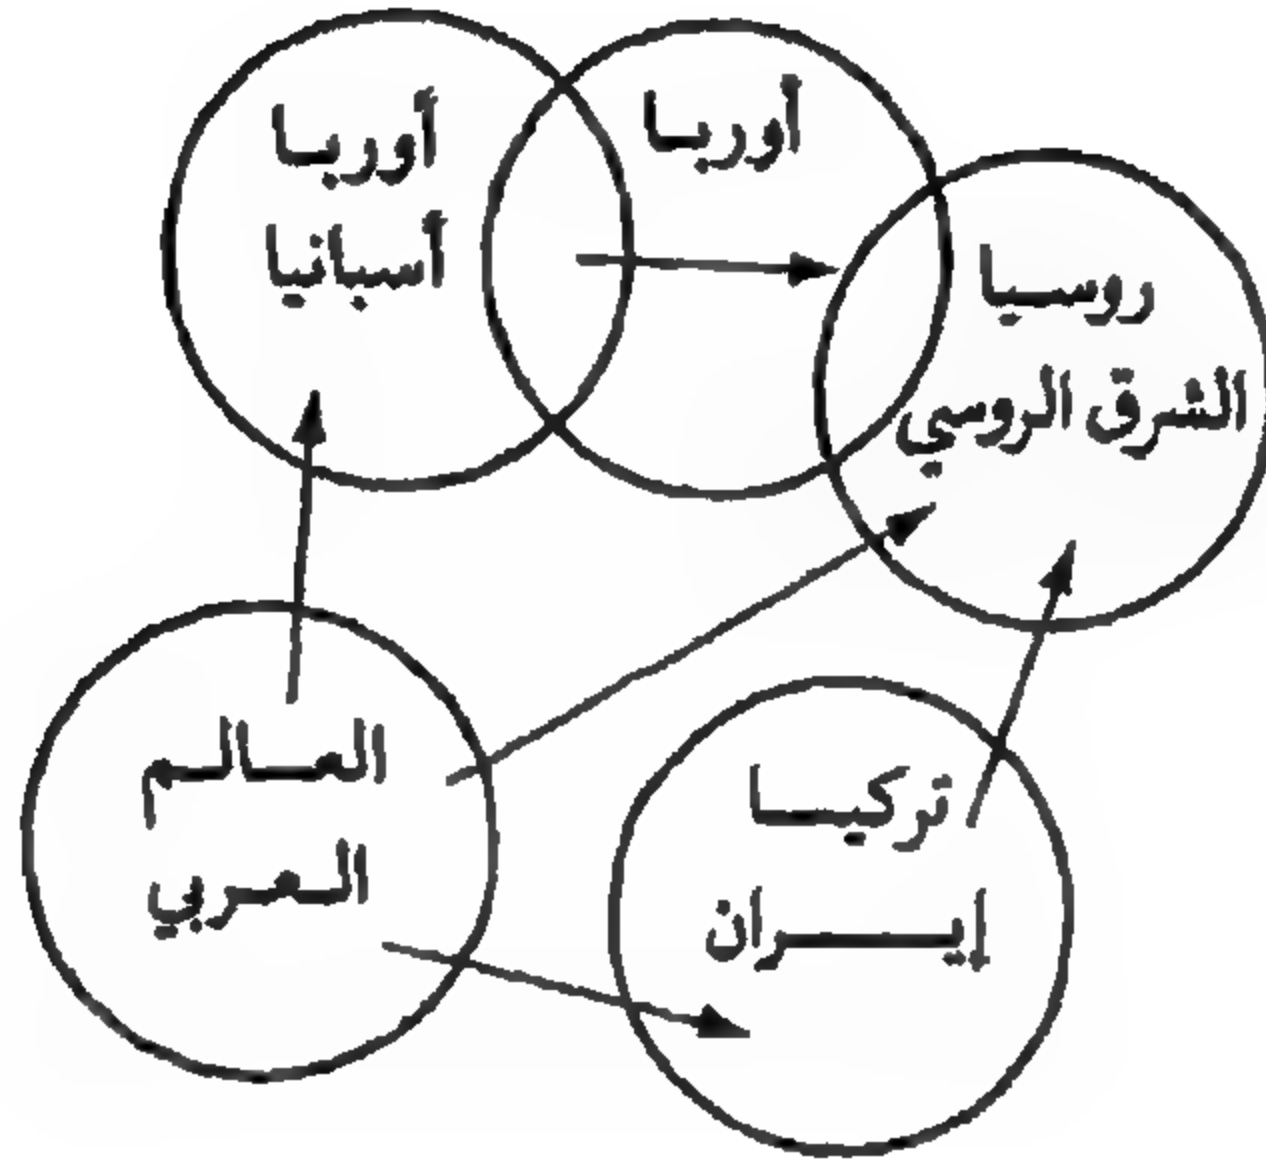 أوربا
أسبانيا
أوربا
روسيا
الشرق الروسي
العالم
العربي
تركيا
إيران